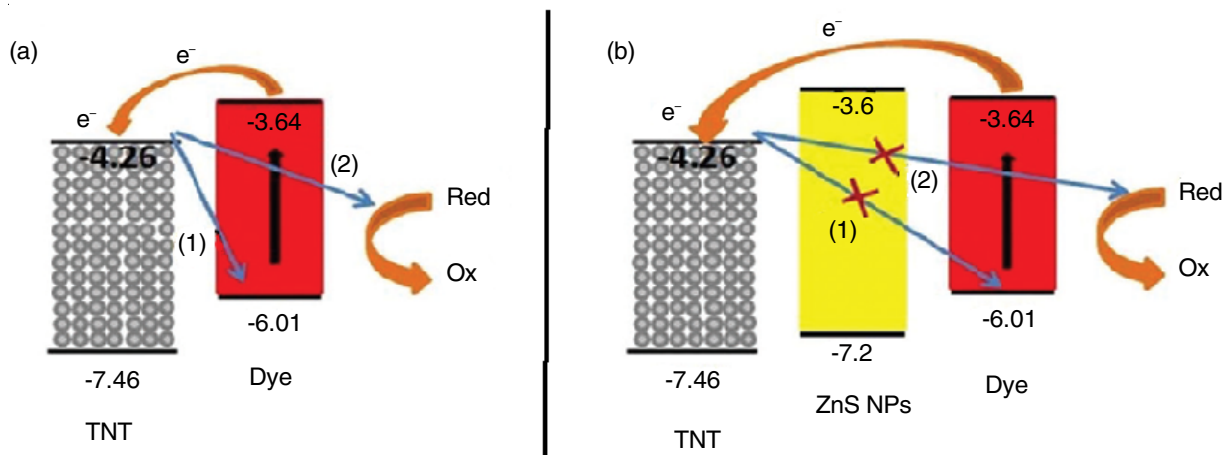 (a)
e⁻
e⁻
-3.64
-4.26
(2)
(1)
Red
Ox
-6.01
-7.46
Dye
TNT
(b)
e⁻
e⁻
-3.6
-3.64
-4.26
(2)
(1)
Red
Ox
-6.01
-7.2
-7.46
Dye
ZnS NPs
TNT